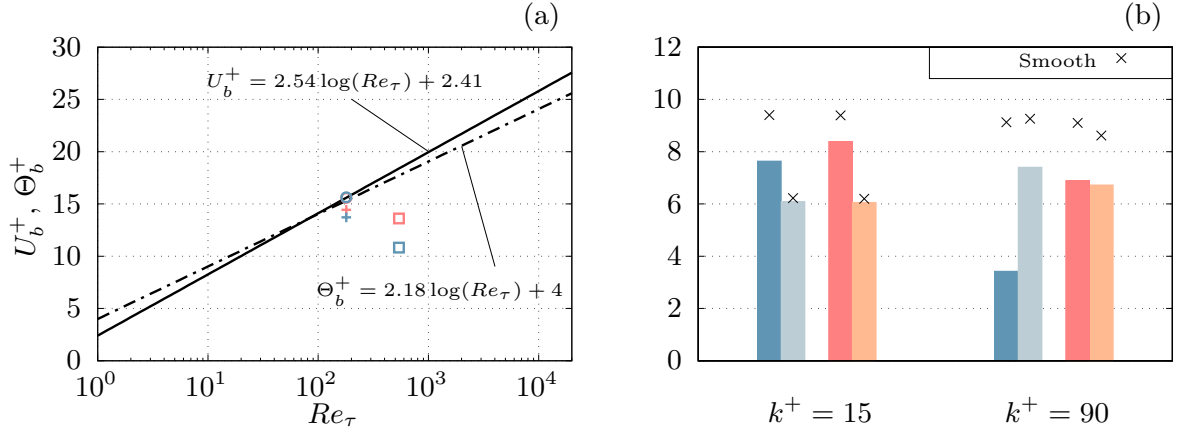 (a)
30
25
20
15
10
5
0
10^0
10^1
10^2
10^3
10^4
U_b^+, Θ_b^+
Re_τ
U_b^+ = 2.54 log(Re_τ) + 2.41
Θ_b^+ = 2.18 log(Re_τ) + 4
(b)
12
10
8
6
4
2
0
Smooth ×
k^+ = 15
k^+ = 90